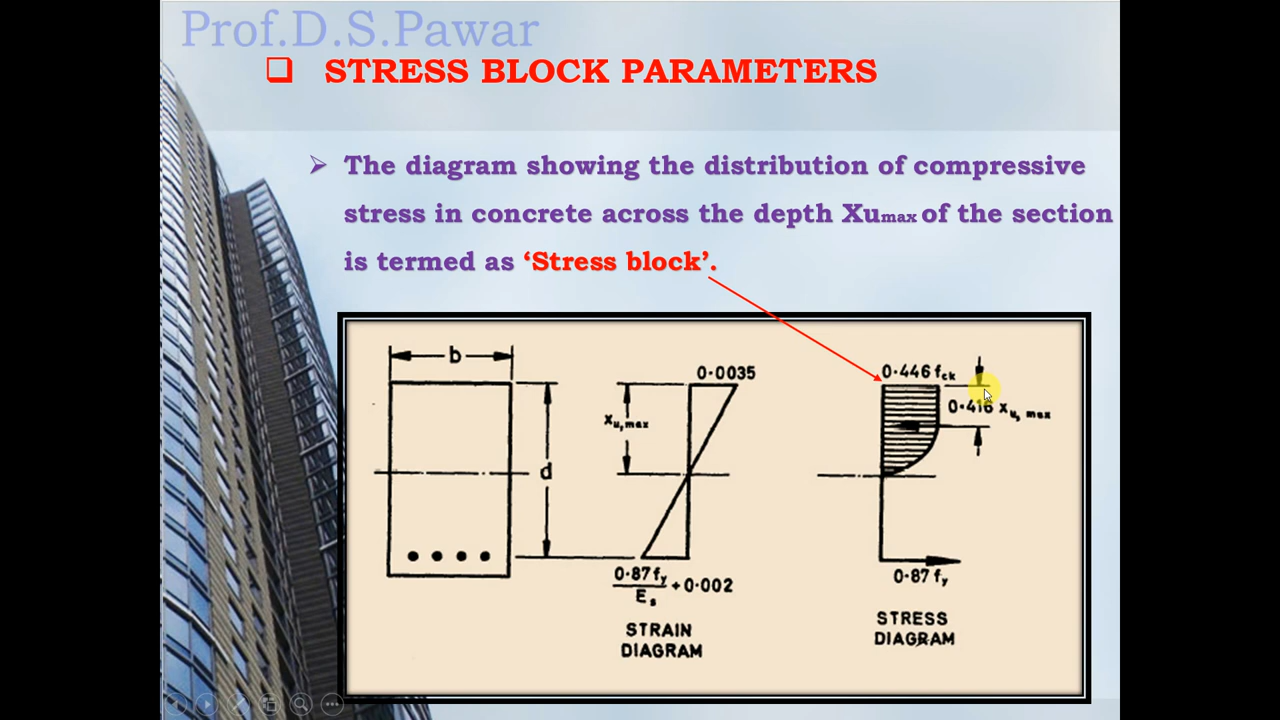 Prof.D.S.Pawar
STRESS BLOCK PARAMETERS
The diagram showing the distribution of compressive
stress in concrete across the depth Xumax of the section
is termed as ‘Stress block’.
b
d
0.0035
xu,max
0.87 fy
Es
+0.002
STRAIN
DIAGRAM
0.446 fck
0.416 xu, max
0.87 fy
STRESS
DIAGRAM